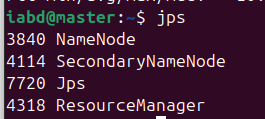 iabd@master:~$ jps
3840 NameNode
4114 SecondaryNameNode
7720 Jps
4318 ResourceManager